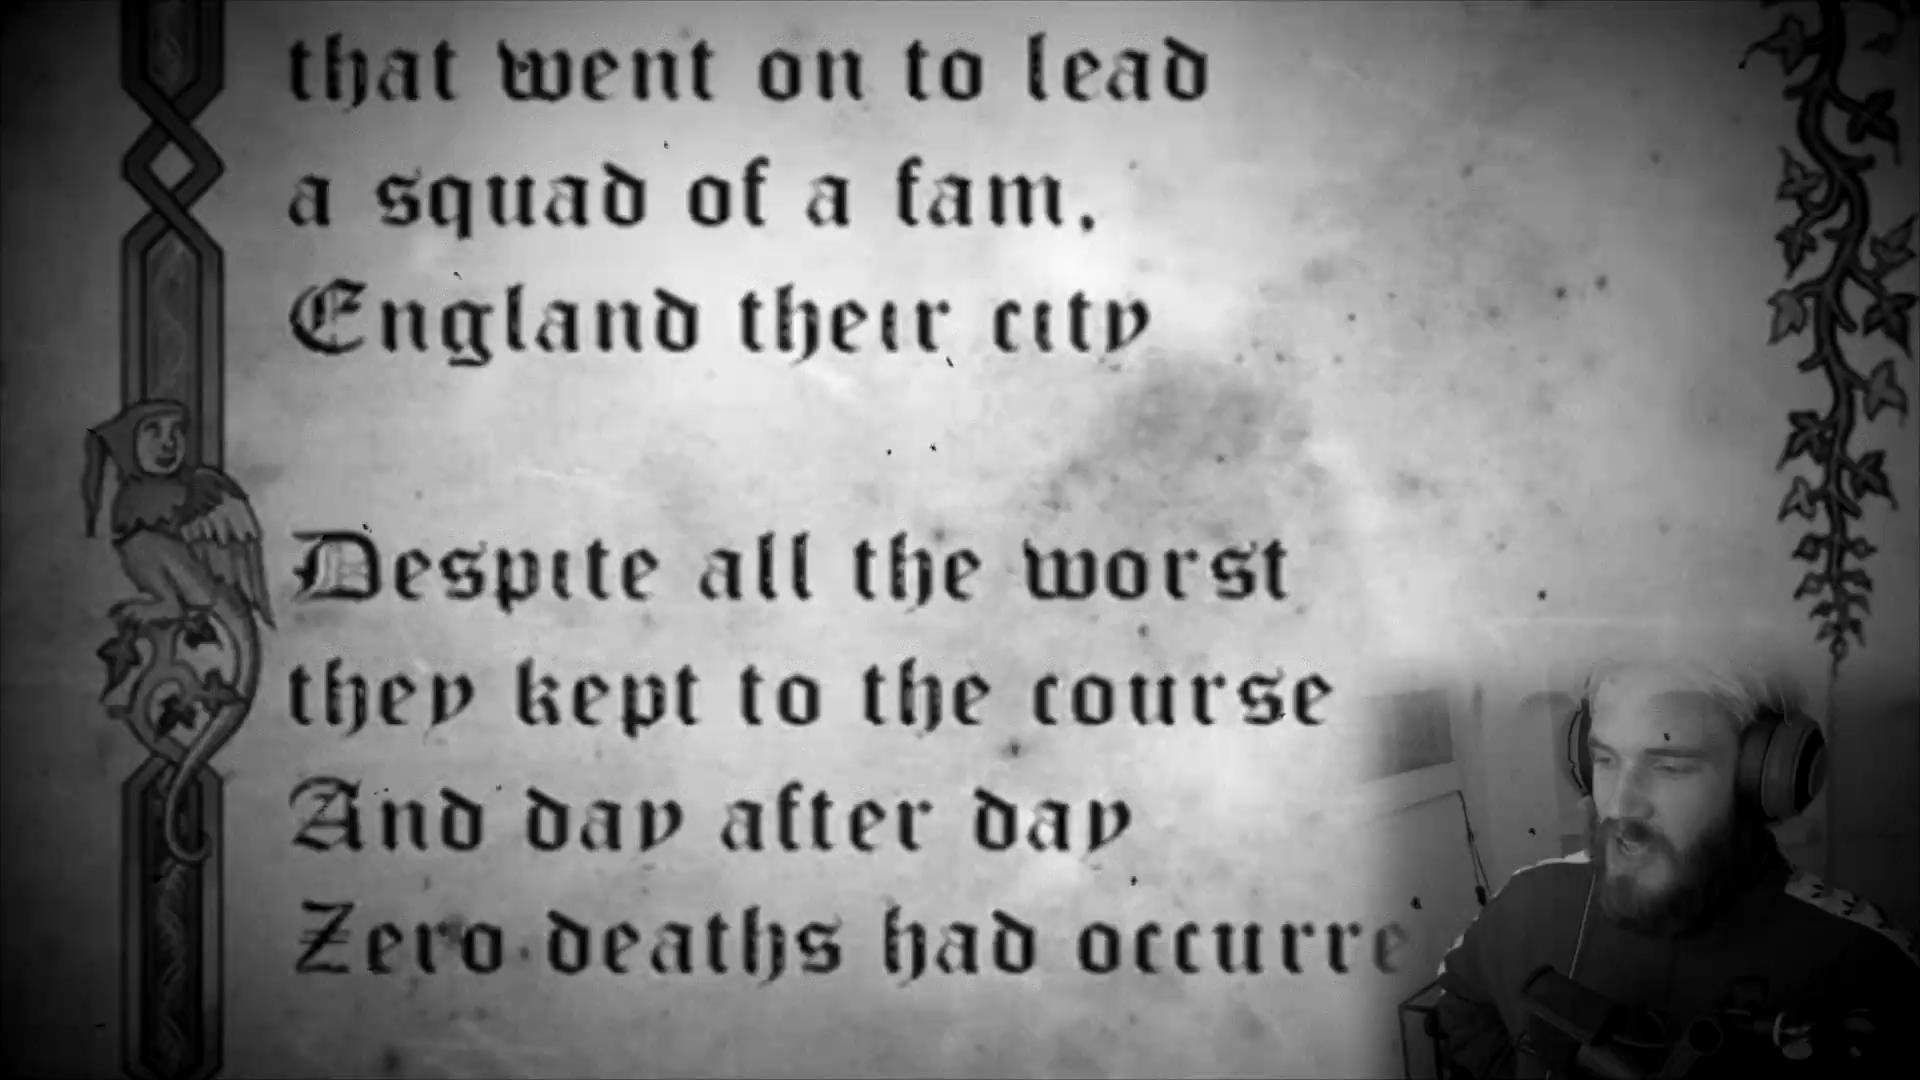 that went on to lead
a squad of a fam,
England their city
Despite all the worst
they kept to the course
And day after day
Zero deaths had occurre